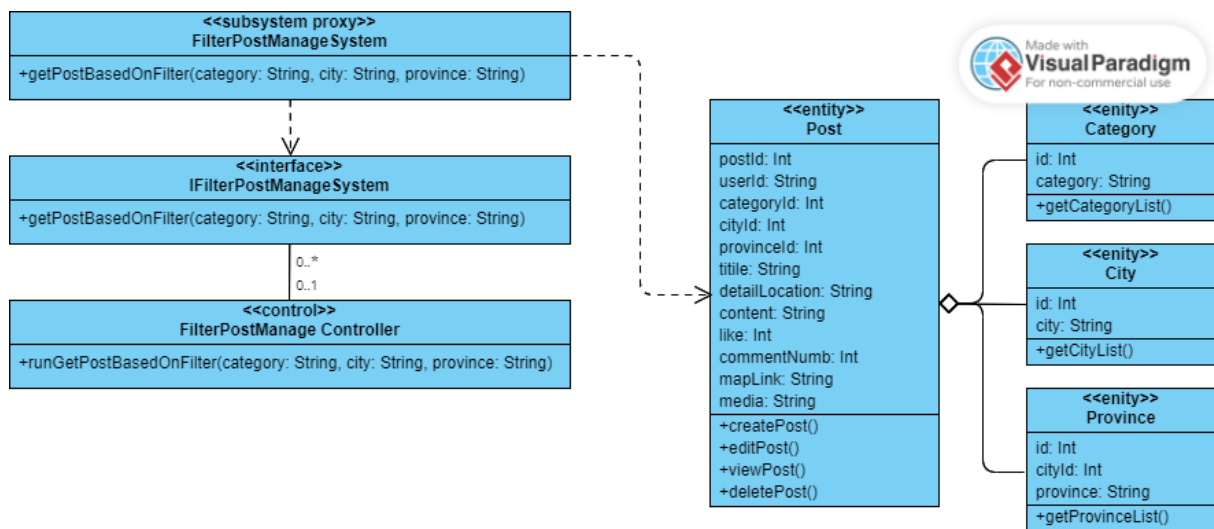 <<subsystem proxy>>
FilterPostManageSystem
+getPostBasedOnFilter(category: String, city: String, province: String)
<<interface>>
IFilterPostManageSystem
+getPostBasedOnFilter(category: String, city: String, province: String)
0..*
0..1
<<control>>
FilterPostManage Controller
+runGetPostBasedOnFilter(category: String, city: String, province: String)
Made with
VisualParadigm
For non-commercial use
<<entity>>
Post
postId: Int
userId: String
categoryId: Int
cityId: Int
provinceId: Int
titile: String
detailLocation: String
content: String
like: Int
commentNumb: Int
mapLink: String
media: String
+createPost()
+editPost()
+viewPost()
+deletePost()
<<enity>>
Category
id: Int
category: String
+getCategoryList()
<<enity>>
City
id: Int
city: String
+getCityList()
<<enity>>
Province
id: Int
cityId: Int
province: String
+getProvinceList()